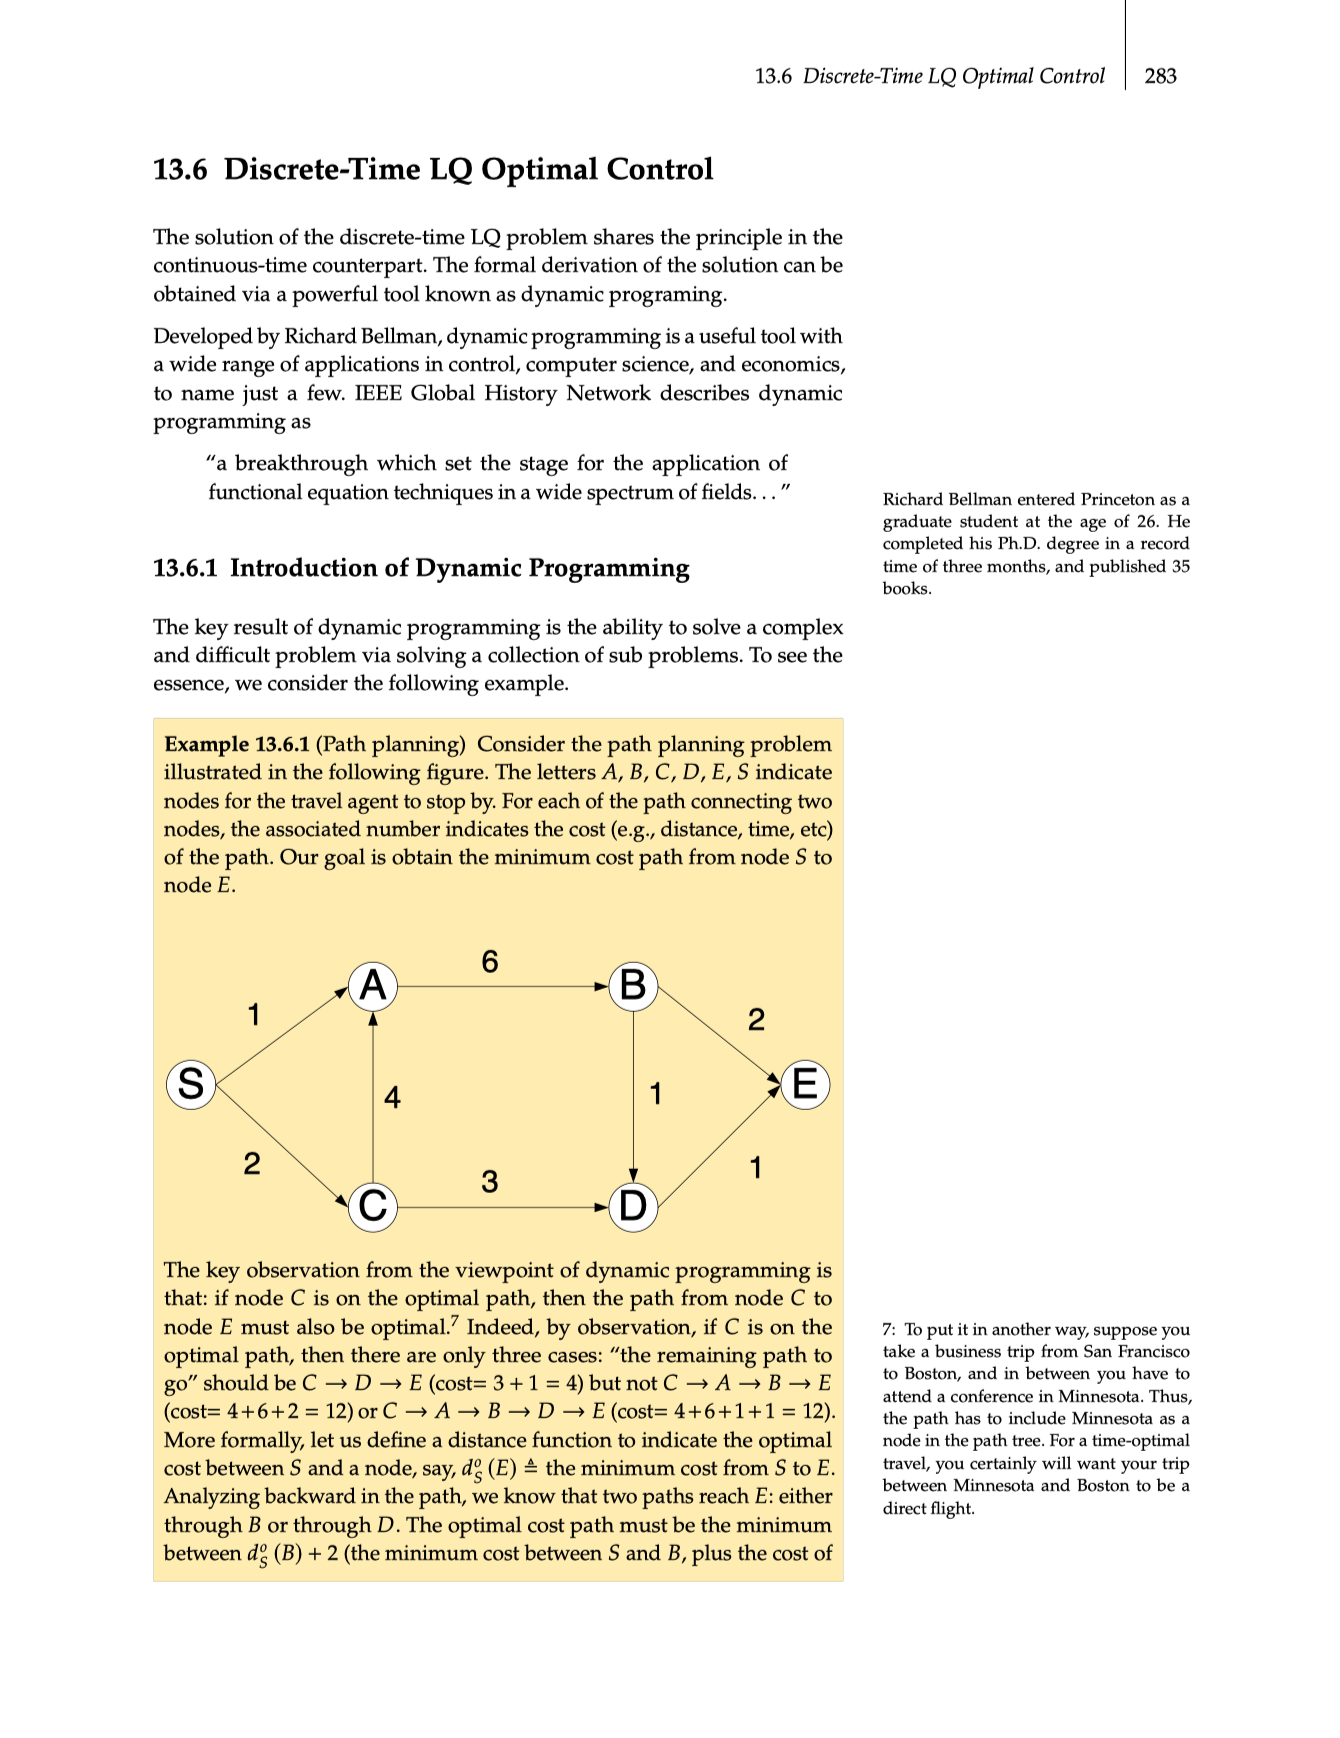 13.6 Discrete-Time LQ Optimal Control 283
13.6 Discrete-Time LQ Optimal Control
The solution of the discrete-time LQ problem shares the principle in the
continuous-time counterpart. The formal derivation of the solution can be
obtained via a powerful tool known as dynamic programing.
Developed by Richard Bellman, dynamic programming is a useful tool with
a wide range of applications in control, computer science, and economics,
to name just a few. IEEE Global History Network describes dynamic
programming as
“a breakthrough which set the stage for the application of
functional equation techniques in a wide spectrum of fields. . . ”
Richard Bellman entered Princeton as a
graduate student at the age of 26. He
completed his Ph.D. degree in a record
time of three months, and published 35
books.
13.6.1 Introduction of Dynamic Programming
The key result of dynamic programming is the ability to solve a complex
and difficult problem via solving a collection of sub problems. To see the
essence, we consider the following example.
Example 13.6.1 (Path planning) Consider the path planning problem
illustrated in the following figure. The letters A, B, C, D, E, S indicate
nodes for the travel agent to stop by. For each of the path connecting two
nodes, the associated number indicates the cost (e.g., distance, time, etc)
of the path. Our goal is obtain the minimum cost path from node S to
node E.
6
A B
1 2
S E
4 1
2 1
3
C D
The key observation from the viewpoint of dynamic programming is
that: if node C is on the optimal path, then the path from node C to
node E must also be optimal.⁷ Indeed, by observation, if C is on the
optimal path, then there are only three cases: “the remaining path to
go” should be C → D → E (cost= 3 + 1 = 4) but not C → A → B → E
(cost= 4+6+2 = 12) or C → A → B → D → E (cost= 4+6+1+1 = 12).
More formally, let us define a distance function to indicate the optimal
cost between S and a node, say, d_S^o (E) ≜ the minimum cost from S to E.
Analyzing backward in the path, we know that two paths reach E: either
through B or through D. The optimal cost path must be the minimum
between d_S^o (B) + 2 (the minimum cost between S and B, plus the cost of
7: To put it in another way, suppose you
take a business trip from San Francisco
to Boston, and in between you have to
attend a conference in Minnesota. Thus,
the path has to include Minnesota as a
node in the path tree. For a time-optimal
travel, you certainly will want your trip
between Minnesota and Boston to be a
direct flight.